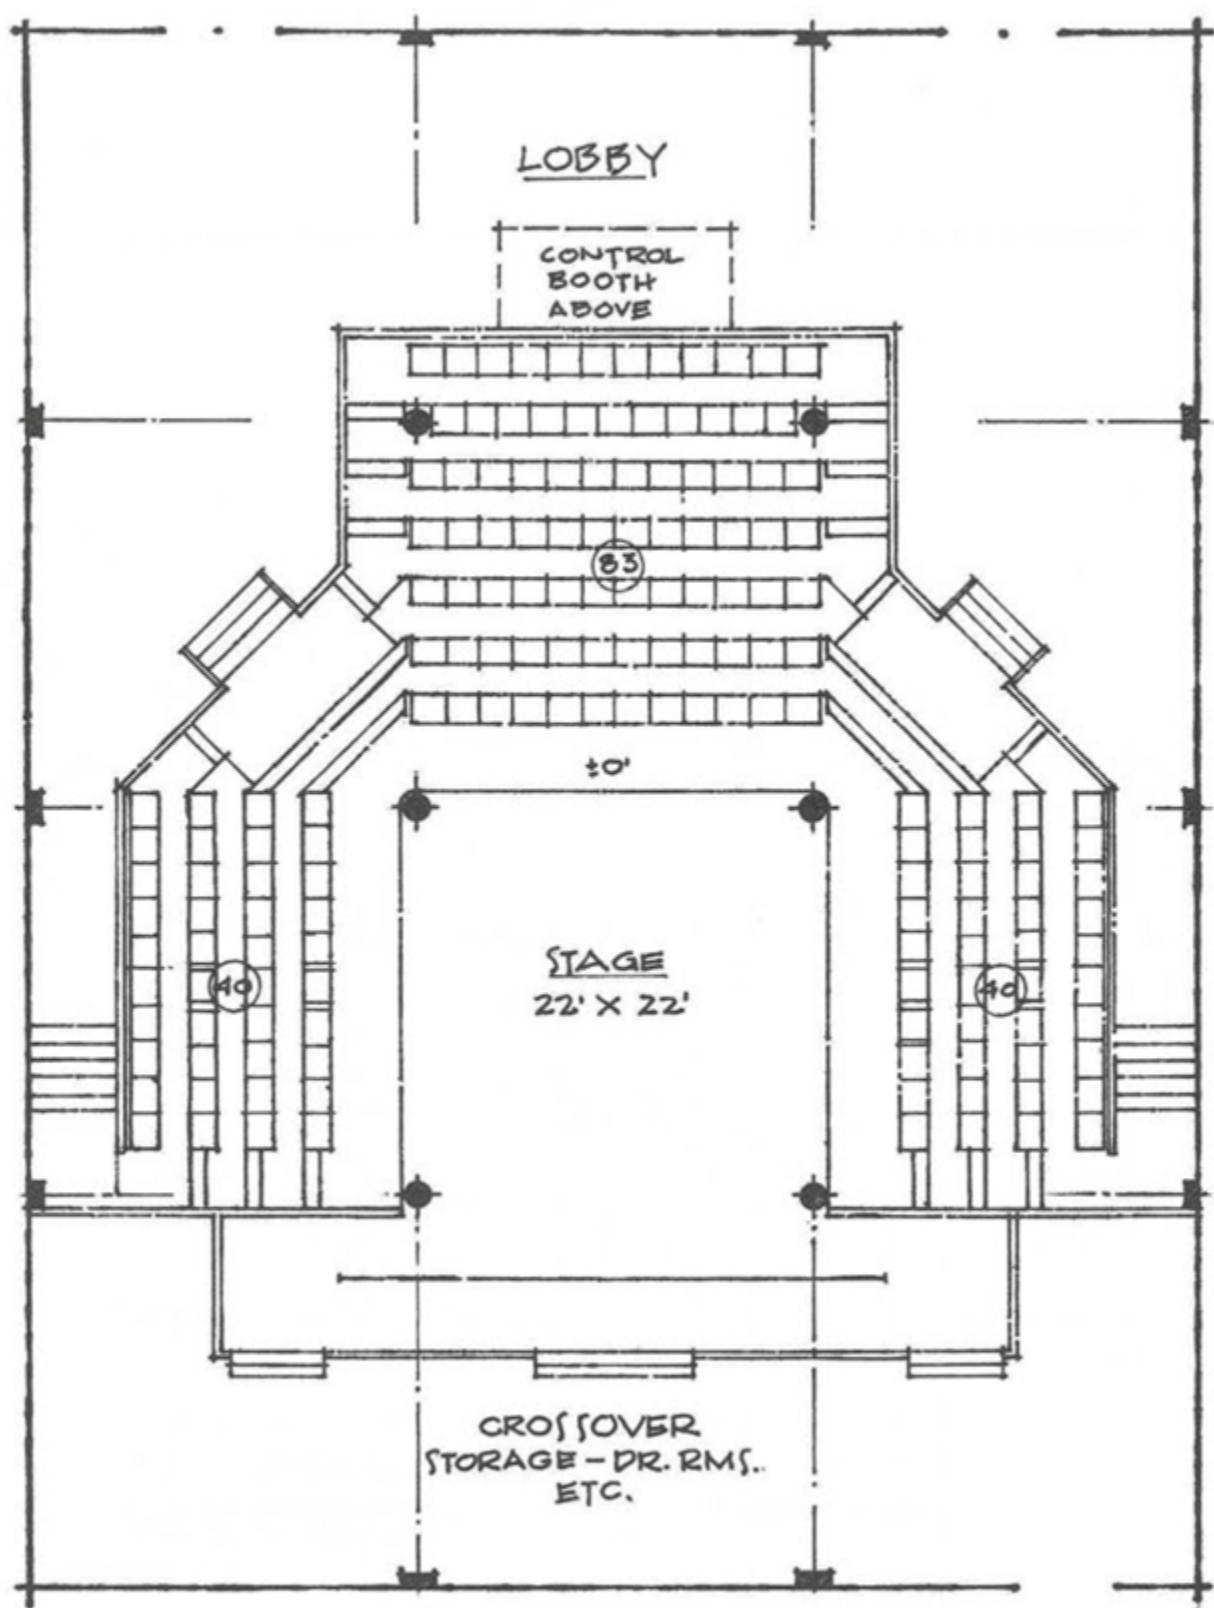 LOBBY
CONTROL
BOOTH
ABOVE
83
±0'
STAGE
22' X 22'
40
40
CROSSOVER
STORAGE - DR. RMS.
ETC.